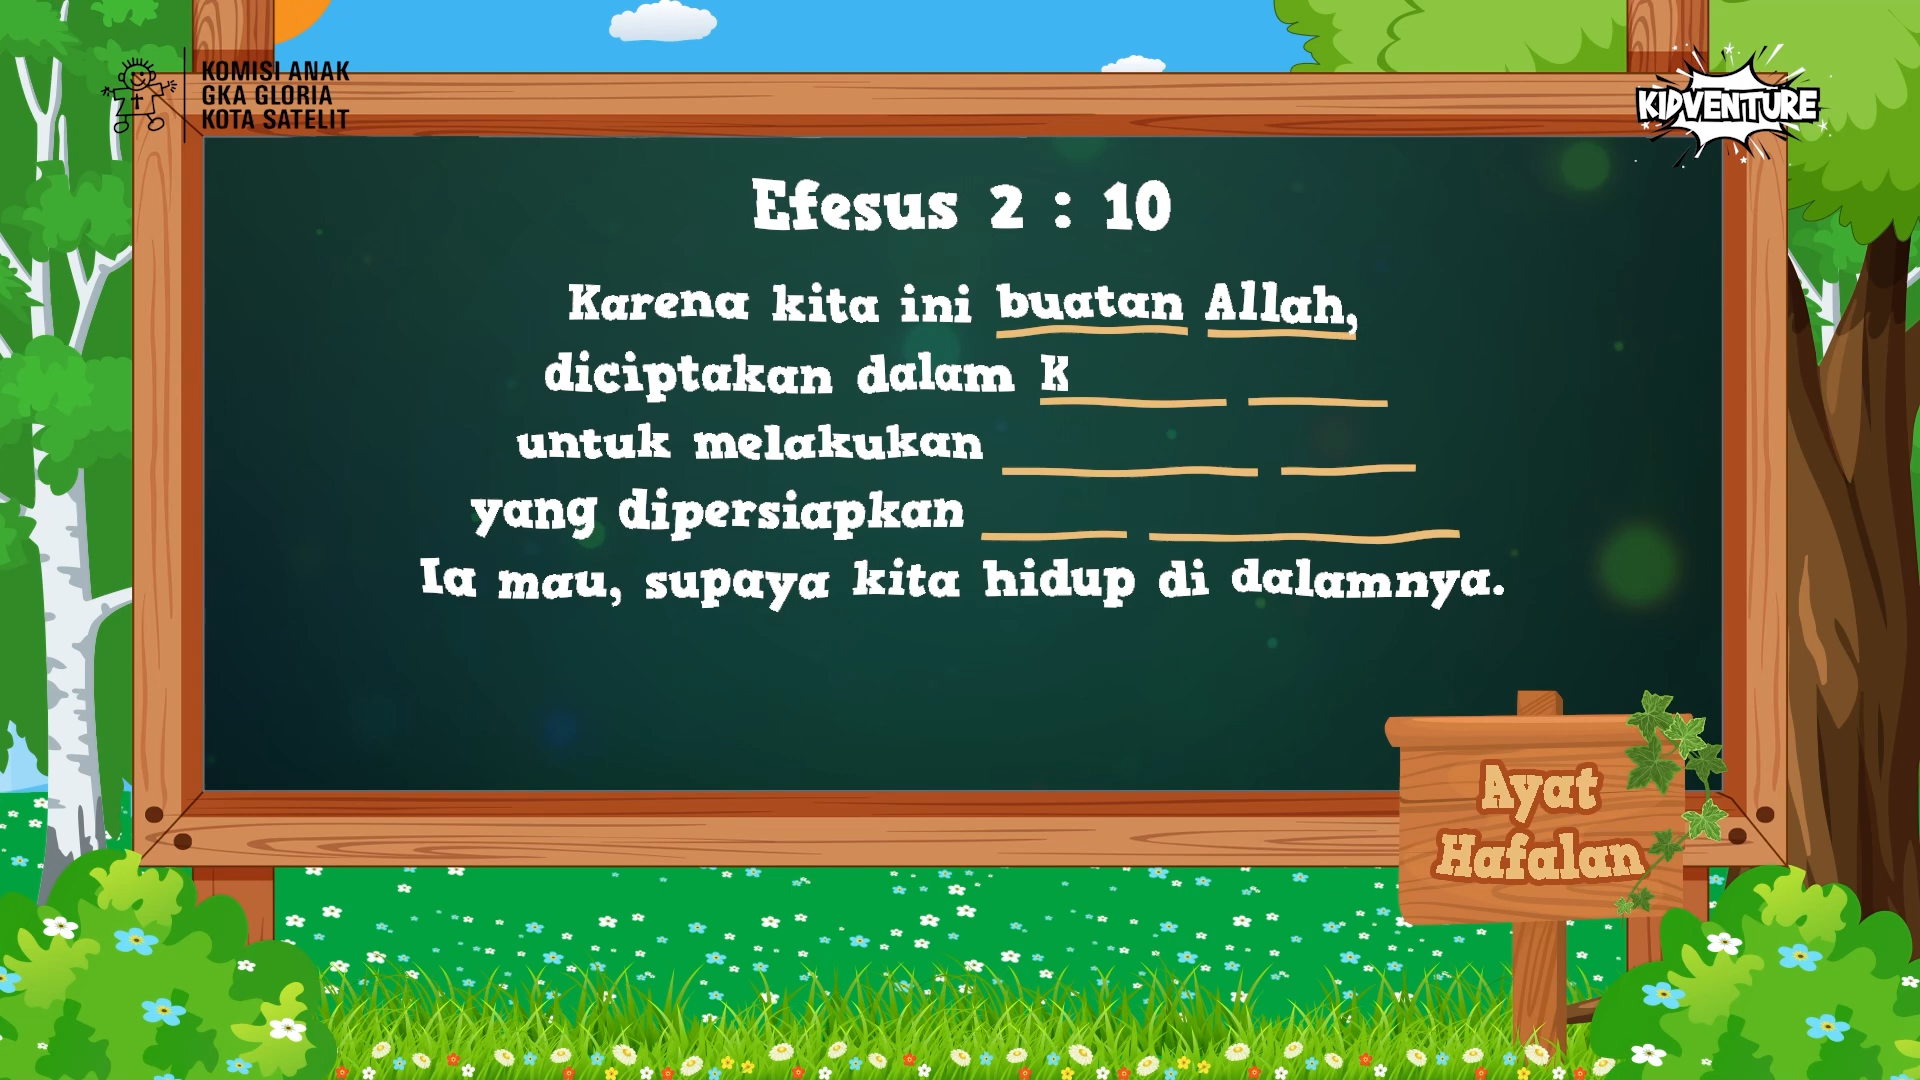 KOMISI ANAK
GKA GLORIA
KOTA SATELIT
KIDVENTURE
Efesus 2 : 10
Karena kita ini buatan Allah,
diciptakan dalam K
untuk melakukan
yang dipersiapkan
Ia mau, supaya kita hidup di dalamnya.
Ayat
Hafalan